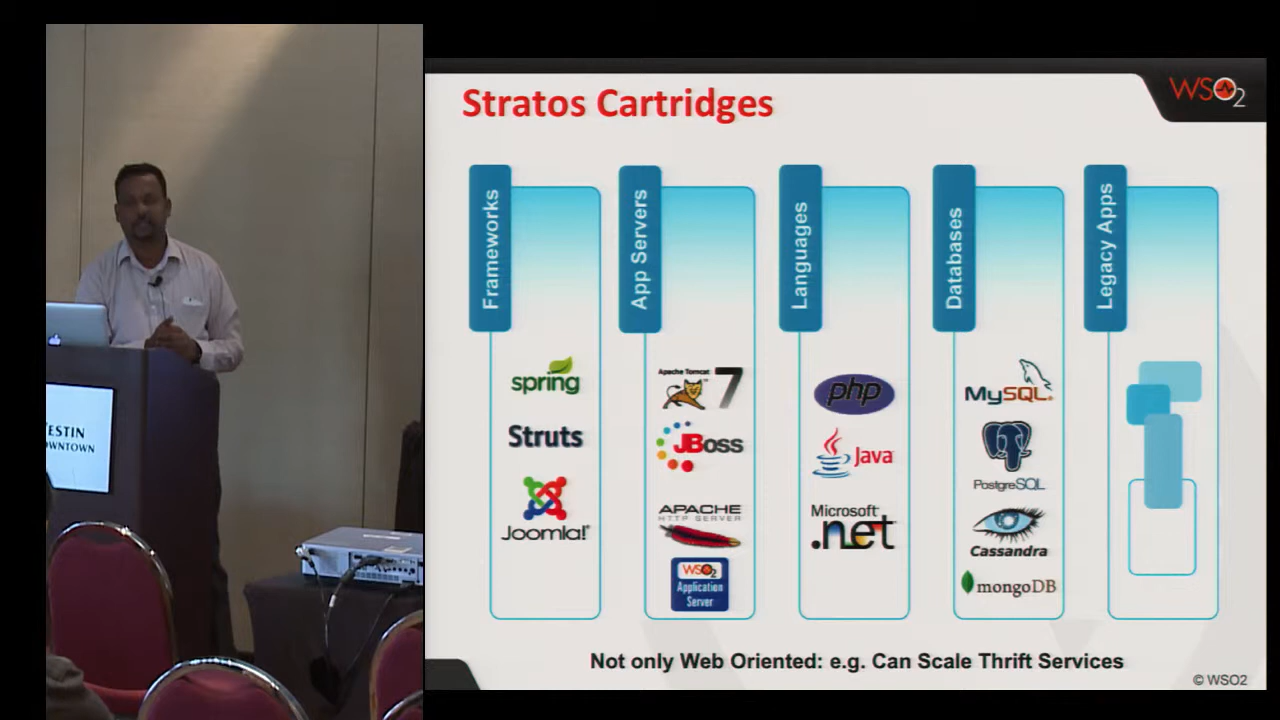 Stratos Cartridges
WSO2
Frameworks
App Servers
Languages
Databases
Legacy Apps
spring
Struts
Joomla!
Apache Tomcat 7
JBoss
APACHE
HTTP SERVER
WSO2
Application
Server
php
Java
Microsoft
.net
MySQL
PostgreSQL
Cassandra
mongoDB
Not only Web Oriented: e.g. Can Scale Thrift Services
© WSO2
ESTIN
OWNTOWN